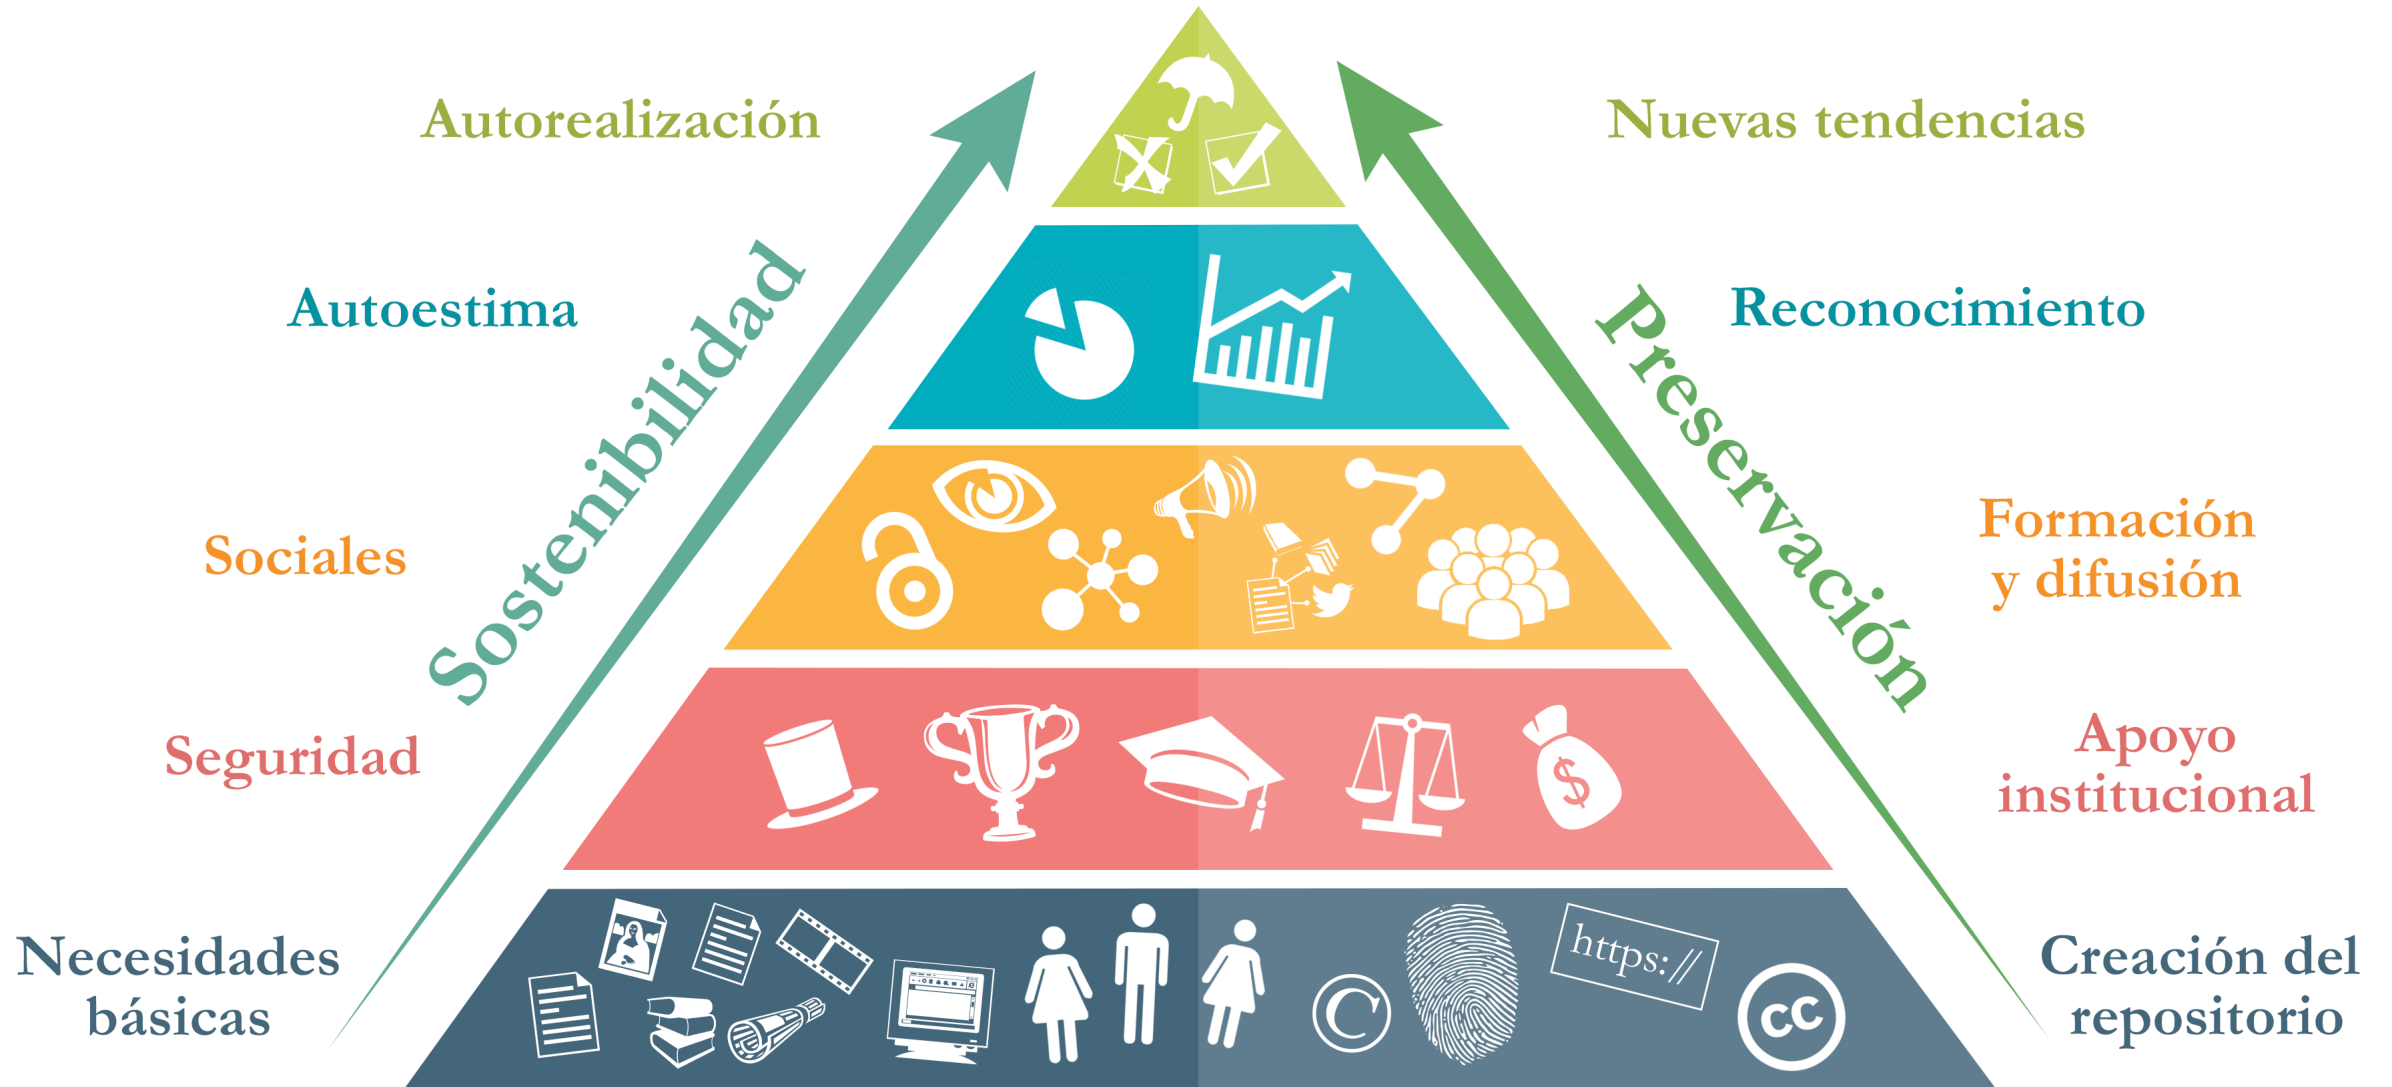 Autorealización
Nuevas tendencias
Autoestima
Reconocimiento
Sostenibilidad
Preservación
Sociales
Formación
y difusión
Seguridad
Apoyo
institucional
$
Necesidades
básicas
Creación del
repositorio
https://
C
cc